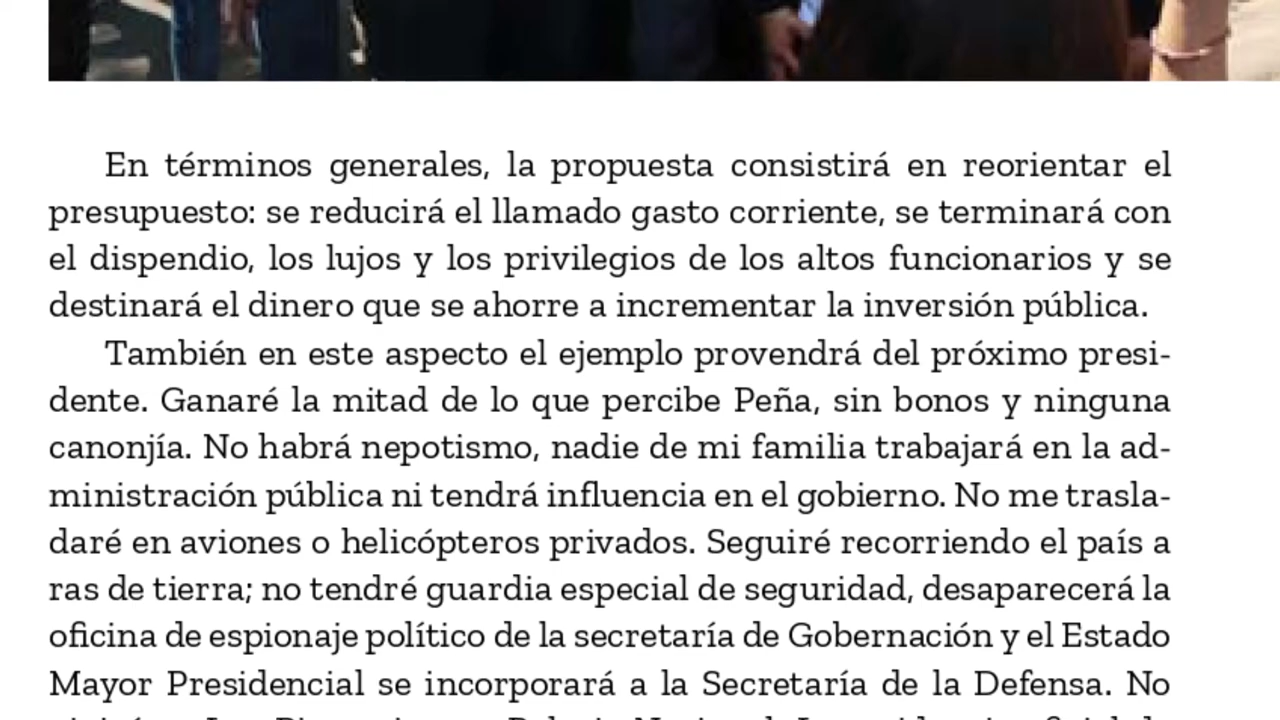 En términos generales, la propuesta consistirá en reorientar el
presupuesto: se reducirá el llamado gasto corriente, se terminará con
el dispendio, los lujos y los privilegios de los altos funcionarios y se
destinará el dinero que se ahorre a incrementar la inversión pública.
También en este aspecto el ejemplo provendrá del próximo presi-
dente. Ganaré la mitad de lo que percibe Peña, sin bonos y ninguna
canonjía. No habrá nepotismo, nadie de mi familia trabajará en la ad-
ministración pública ni tendrá influencia en el gobierno. No me trasla-
daré en aviones o helicópteros privados. Seguiré recorriendo el país a
ras de tierra; no tendré guardia especial de seguridad, desaparecerá la
oficina de espionaje político de la secretaría de Gobernación y el Estado
Mayor Presidencial se incorporará a la Secretaría de la Defensa. No